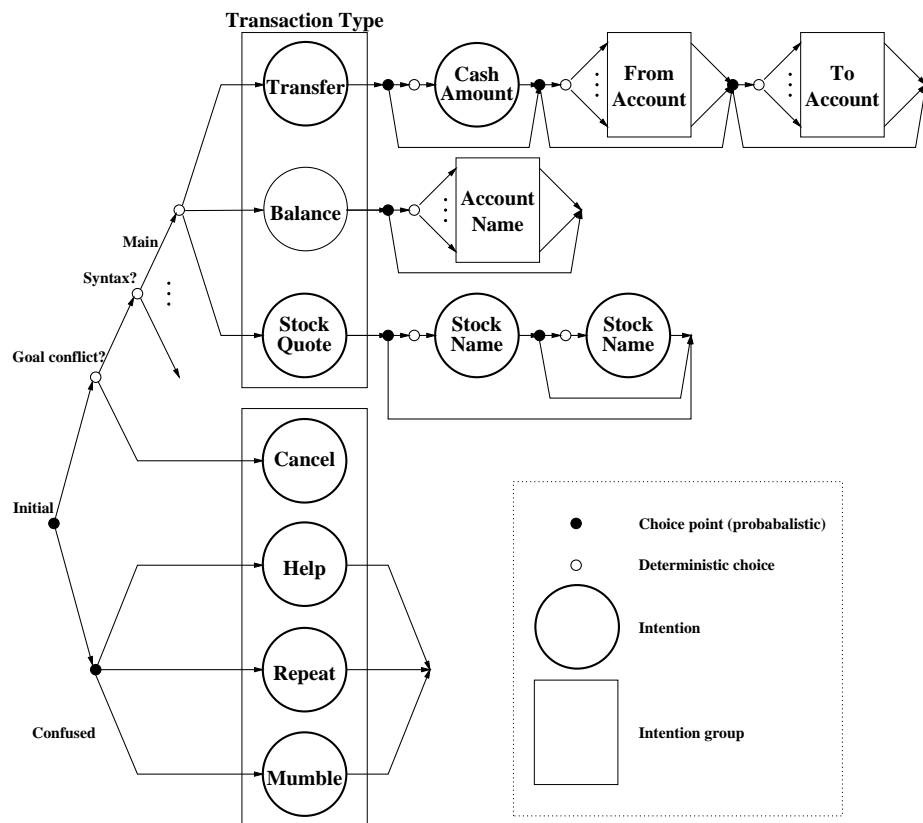 Transaction Type
Transfer
Cash
Amount
From
Account
To
Account
Balance
Account
Name
Main
Syntax?
Stock
Quote
Stock
Name
Stock
Name
Goal conflict?
Cancel
Initial
Help
Repeat
Confused
Mumble
Choice point (probabalistic)
Deterministic choice
Intention
Intention group